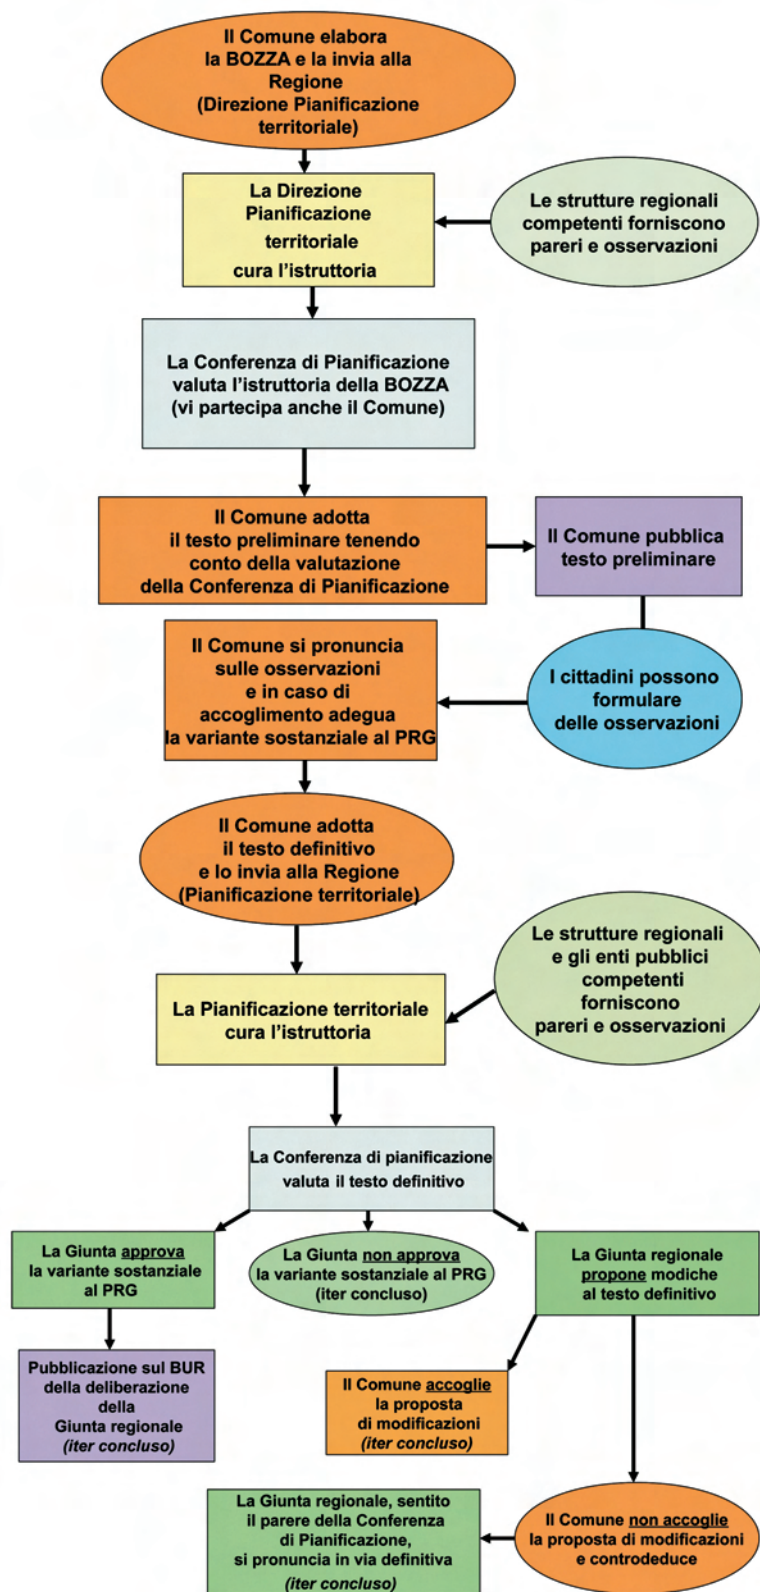 Il Comune elabora
la BOZZA e la invia alla
Regione
(Direzione Pianificazione
territoriale)
La Direzione
Pianificazione
territoriale
cura l'istruttoria
Le strutture regionali
competenti forniscono
pareri e osservazioni
La Conferenza di Pianificazione
valuta l'istruttoria della BOZZA
(vi partecipa anche il Comune)
Il Comune adotta
il testo preliminare tenendo
conto della valutazione
della Conferenza di Pianificazione
Il Comune pubblica
testo preliminare
Il Comune si pronuncia
sulle osservazioni
e in caso di
accoglimento adegua
la variante sostanziale al PRG
I cittadini possono
formulare
delle osservazioni
Il Comune adotta
il testo definitivo
e lo invia alla Regione
(Pianificazione territoriale)
Le strutture regionali
e gli enti pubblici
competenti
forniscono
pareri e osservazioni
La Pianificazione territoriale
cura l'istruttoria
La Conferenza di pianificazione
valuta il testo definitivo
La Giunta approva
la variante sostanziale
al PRG
La Giunta non approva
la variante sostanziale al PRG
(iter concluso)
La Giunta regionale
propone modiche
al testo definitivo
Pubblicazione sul BUR
della deliberazione
della
Giunta regionale
(iter concluso)
Il Comune accoglie
la proposta
di modificazioni
(iter concluso)
La Giunta regionale, sentito
il parere della Conferenza
di Pianificazione,
si pronuncia in via definitiva
(iter concluso)
Il Comune non accoglie
la proposta di modificazioni
e controdeduce